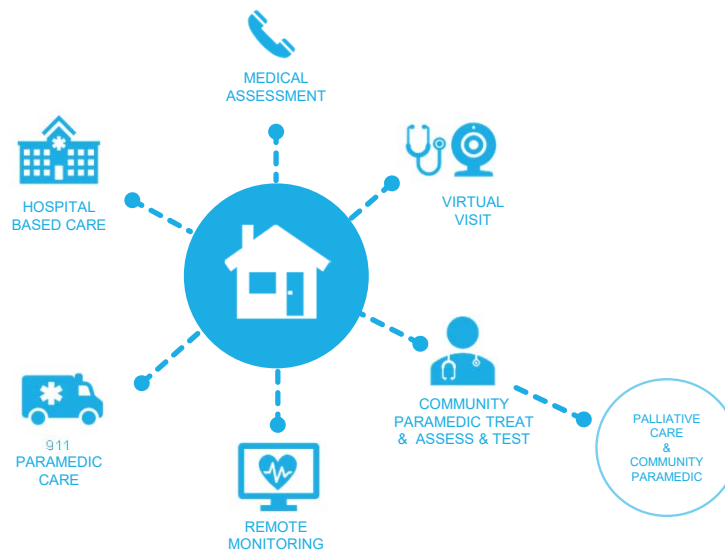 MEDICAL
ASSESSMENT
VIRTUAL
VISIT
HOSPITAL
BASED CARE
COMMUNITY
PARAMEDIC TREAT
& ASSESS & TEST
PALLIATIVE
CARE
&
COMMUNITY
PARAMEDIC
911
PARAMEDIC
CARE
REMOTE
MONITORING